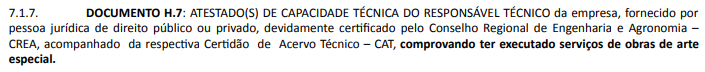 7.1.7. DOCUMENTO H.7: ATESTADO(S) DE CAPACIDADE TÉCNICA DO RESPONSÁVEL TÉCNICO da empresa, fornecido por
pessoa jurídica de direito público ou privado, devidamente certificado pelo Conselho Regional de Engenharia e Agronomia –
CREA, acompanhado da respectiva Certidão de Acervo Técnico – CAT, comprovando ter executado serviços de obras de arte
especial.